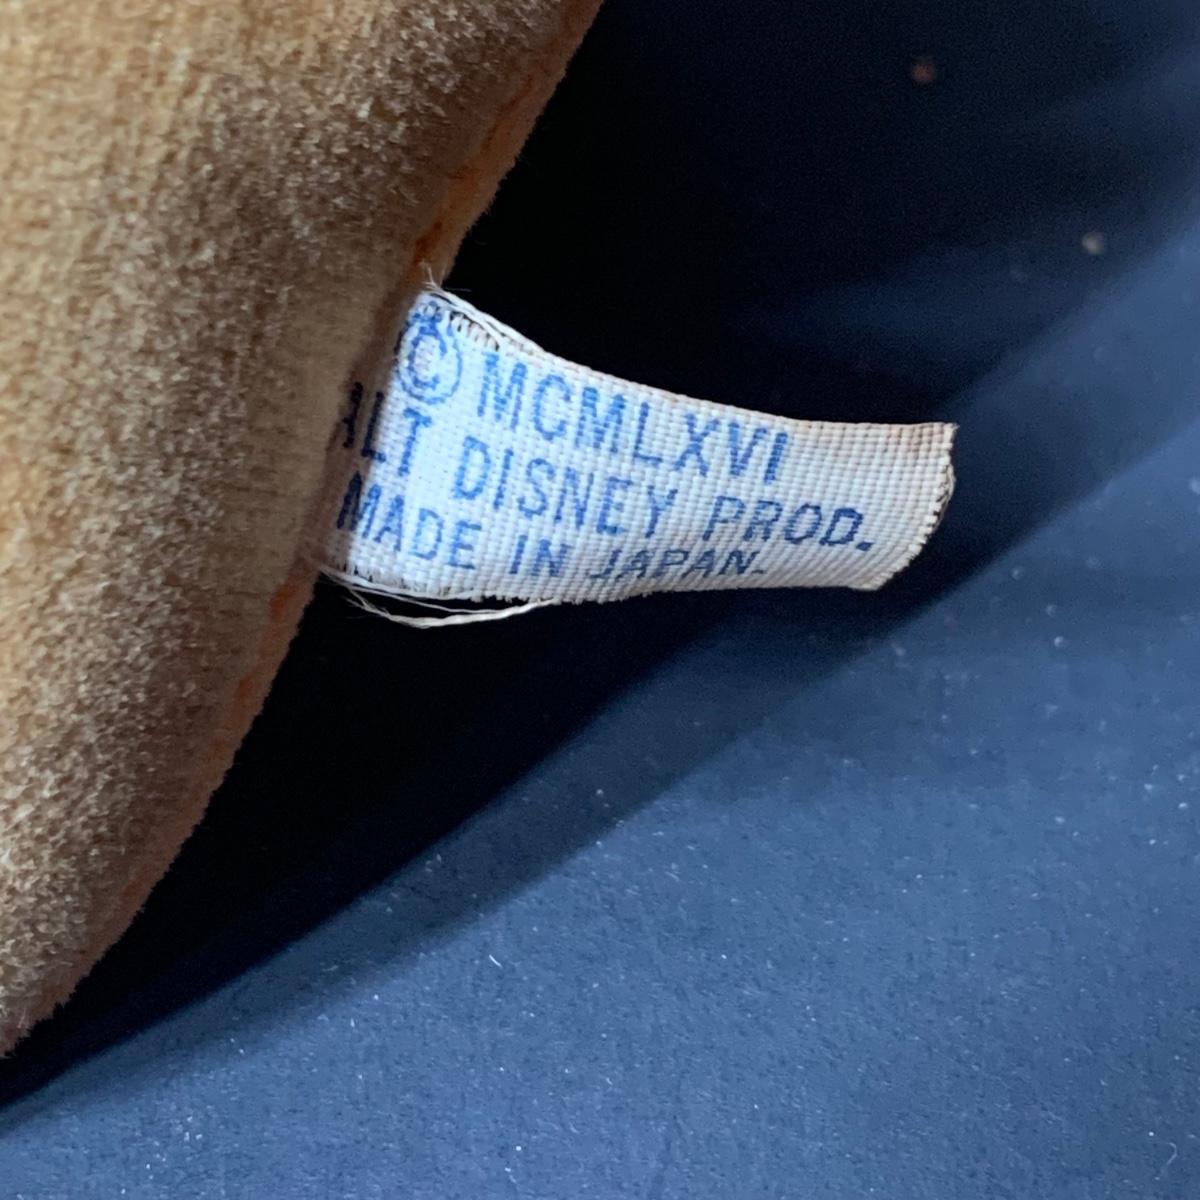 © MCMLXVI
ALT DISNEY PROD.
MADE IN JAPAN.